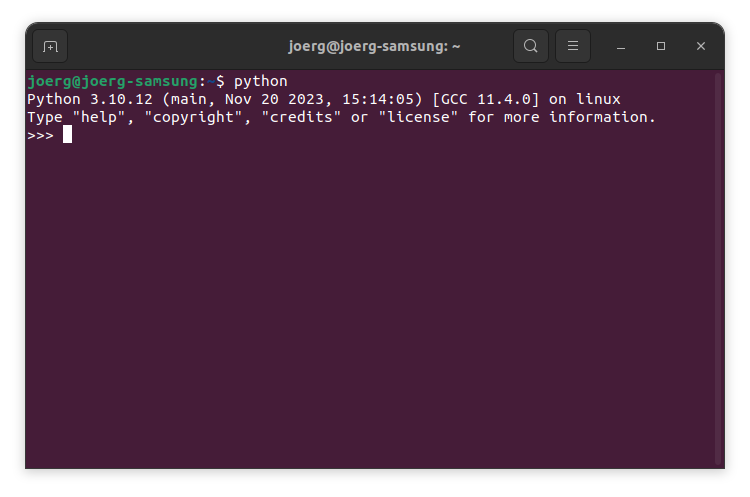 joerg@joerg-samsung: ~
joerg@joerg-samsung:~$ python
Python 3.10.12 (main, Nov 20 2023, 15:14:05) [GCC 11.4.0] on linux
Type "help", "copyright", "credits" or "license" for more information.
>>>